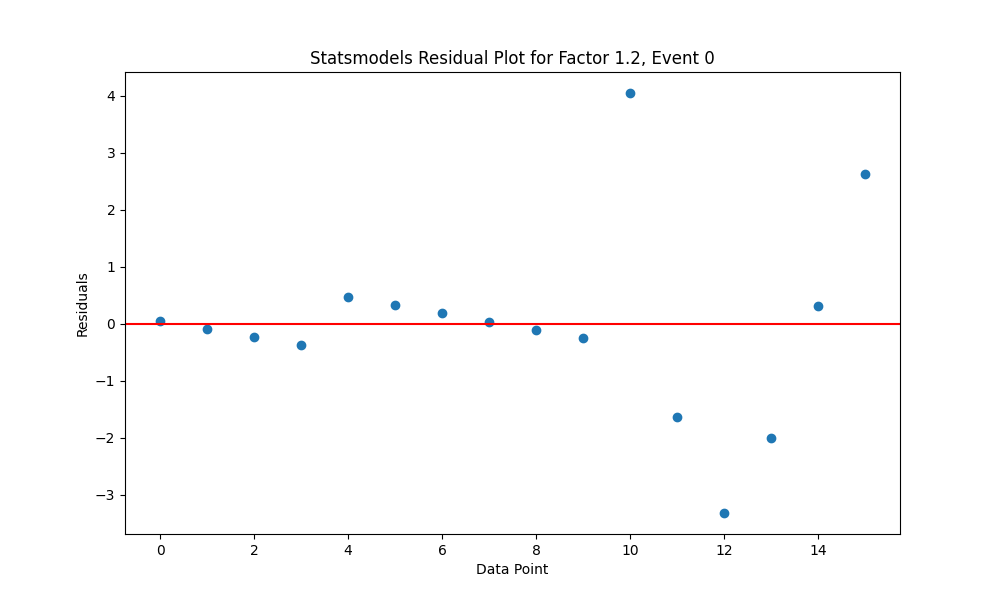 Statsmodels Residual Plot for Factor 1.2, Event 0
4
3
2
1
0
−1
−2
−3
Residuals
0 2 4 6 8 10 12 14
Data Point